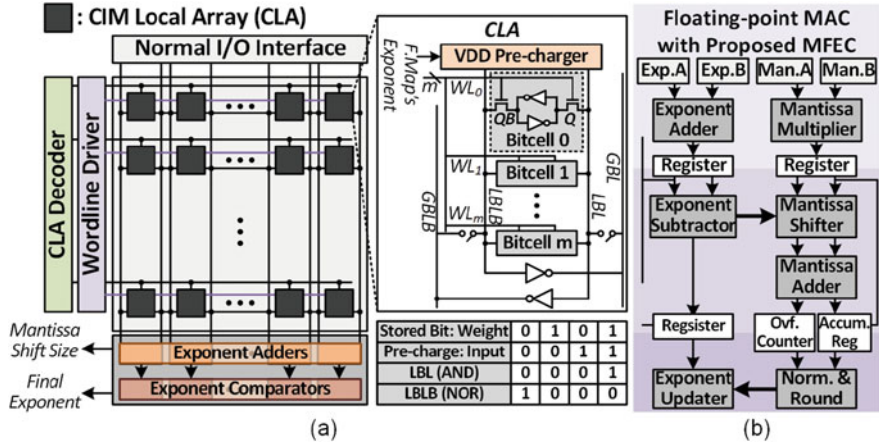 : CIM Local Array (CLA)
Normal I/O Interface
CLA Decoder
Wordline Driver
Mantissa
Shift Size
Final
Exponent
Exponent Adders
Exponent Comparators
CLA
F.Map's
Exponent
m
VDD Pre-charger
WL0
QB
Q
Bitcell 0
WL1
Bitcell 1
WLm
Bitcell m
GBLB
LBLB
LBL
GBL
Stored Bit: Weight 0 1 0 1
Pre-charge: Input 0 0 1 1
LBL (AND) 0 0 0 1
LBLB (NOR) 1 0 0 0
(a)
Floating-point MAC
with Proposed MFEC
Exp.A Exp.B Man.A Man.B
Exponent
Adder
Mantissa
Multiplier
Register Register
Exponent
Subtractor
Mantissa
Shifter
Mantissa
Adder
Register
Ovf.
Counter
Accum.
Reg
Exponent
Updater
Norm. &
Round
(b)